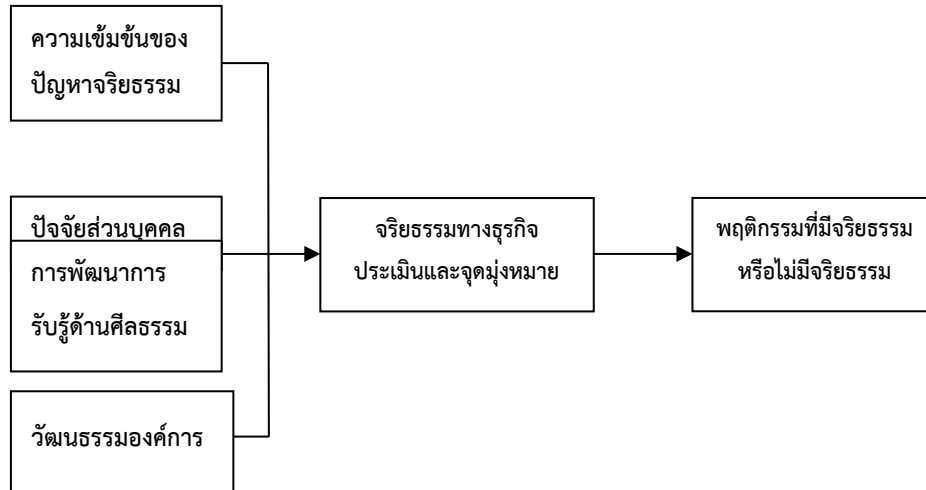 ความเข้มข้นของ
ปัญหาจริยธรรม
ปัจจัยส่วนบุคคล
การพัฒนาการ
รับรู้ด้านศีลธรรม
วัฒนธรรมองค์การ
จริยธรรมทางธุรกิจ
ประเมินและจุดมุ่งหมาย
พฤติกรรมที่มีจริยธรรม
หรือไม่มีจริยธรรม